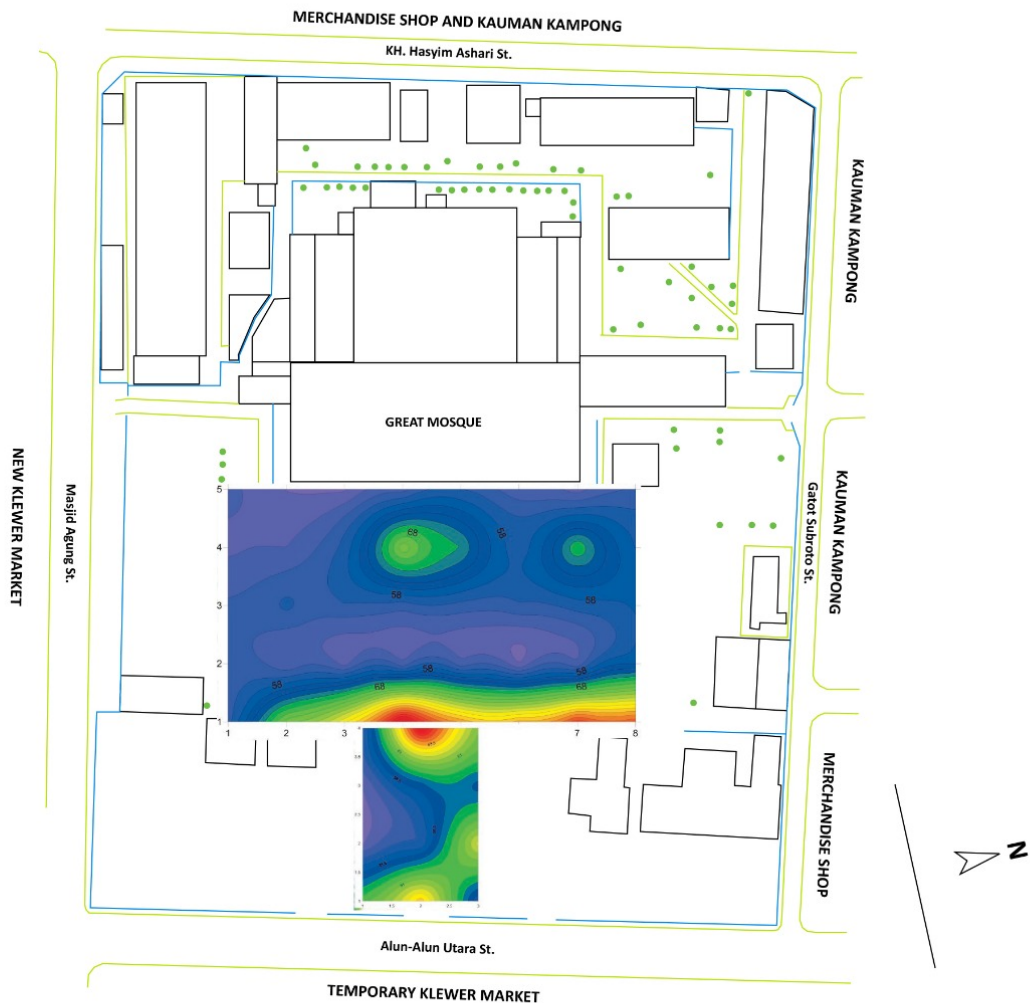 MERCHANDISE SHOP AND KAUMAN KAMPONG
KH. Hasyim Ashari St.
KAUMAN KAMPONG
GREAT MOSQUE
NEW KLEWER MARKET
Masjid Agung St.
Gatot Subroto St.
KAUMAN KAMPONG
5
4
3
2
1
68
58
58
58
58
58
58
68
68
1
2
3
7
8
MERCHANDISE SHOP
N
Alun-Alun Utara St.
TEMPORARY KLEWER MARKET